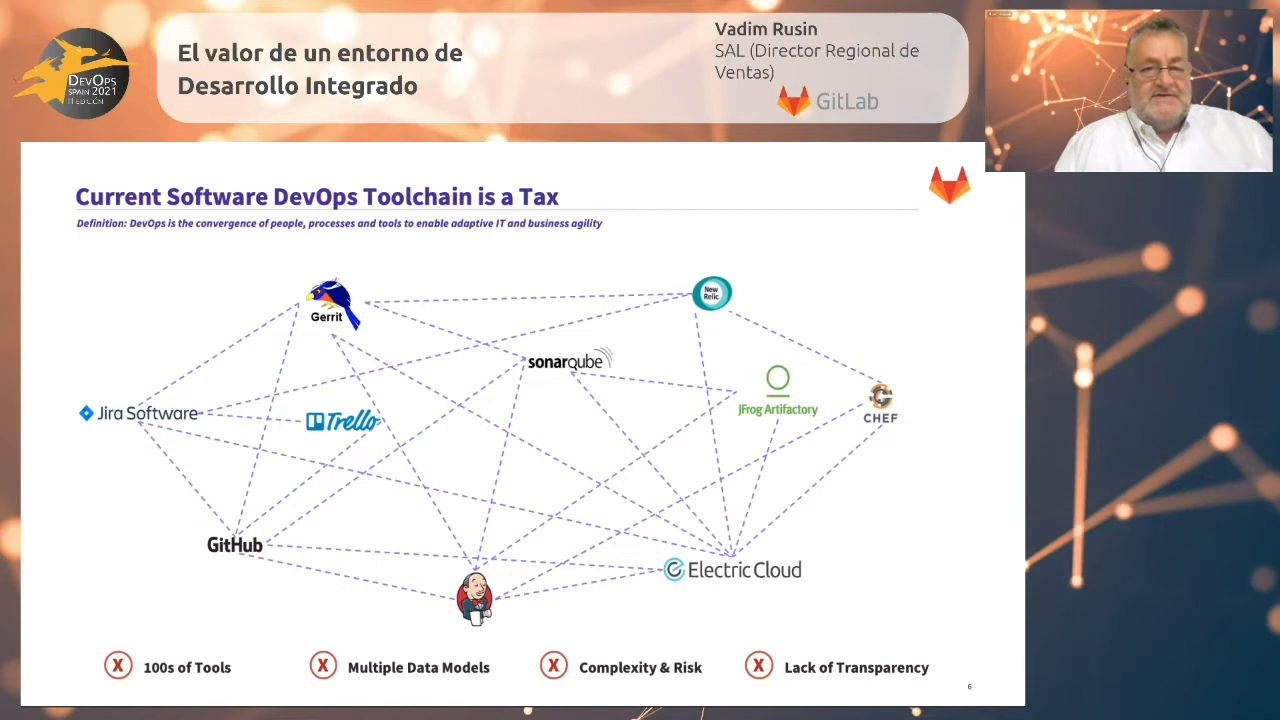 DEVOPS
SPAIN 2021
III EDICIÓN
El valor de un entorno de
Desarrollo Integrado
Vadim Rusin
SAL (Director Regional de
Ventas)
GitLab
Current Software DevOps Toolchain is a Tax
Definition: DevOps is the convergence of people, processes and tools to enable adaptive IT and business agility
Gerrit
New
Relic.
sonarqube
JFrog Artifactory
CHEF
Jira Software
Trello
GitHub
Electric Cloud
X 100s of Tools
X Multiple Data Models
X Complexity & Risk
X Lack of Transparency
6